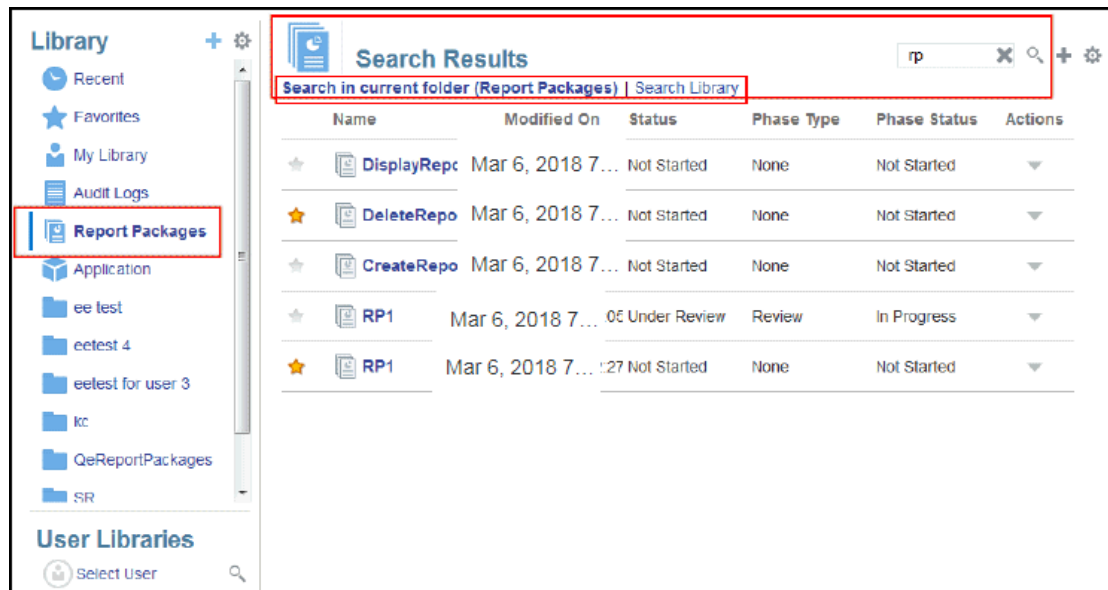 Library
Recent
Favorites
My Library
Audit Logs
Report Packages
Application
ee test
eetest 4
eetest for user 3
kc
QeReportPackages
SR
User Libraries
Select User
Search Results
rp
Search in current folder (Report Packages) | Search Library
Name Modified On Status Phase Type Phase Status Actions
DisplayRepo Mar 6, 2018 7... Not Started None Not Started
DeleteRepo Mar 6, 2018 7... Not Started None Not Started
CreateRepo Mar 6, 2018 7... Not Started None Not Started
RP1 Mar 6, 2018 7... :05 Under Review Review In Progress
RP1 Mar 6, 2018 7... :27 Not Started None Not Started